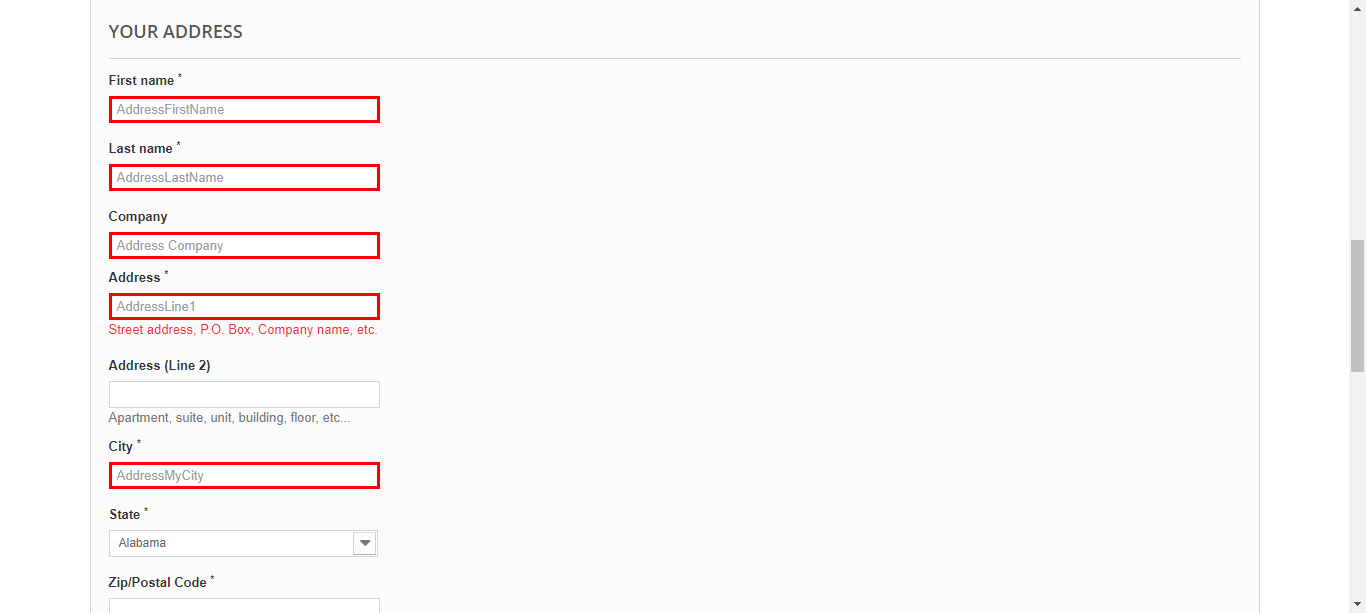 YOUR ADDRESS
First name *
AddressFirstName
Last name *
AddressLastName
Company
Address Company
Address *
AddressLine1
Street address, P.O. Box, Company name, etc.
Address (Line 2)
Apartment, suite, unit, building, floor, etc...
City *
AddressMyCity
State *
Alabama
Zip/Postal Code *